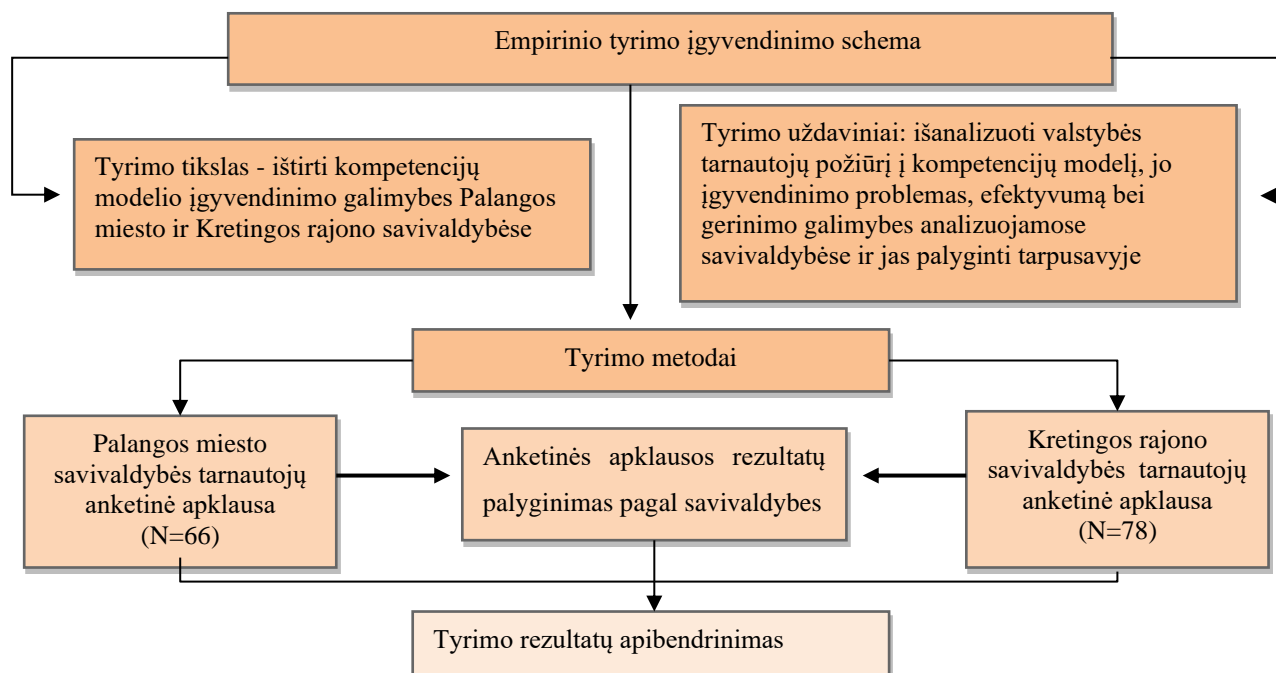 Empirinio tyrimo įgyvendinimo schema
Tyrimo tikslas - ištirti kompetencijų
modelio įgyvendinimo galimybes Palangos
miesto ir Kretingos rajono savivaldybėse
Tyrimo uždaviniai: išanalizuoti valstybės
tarnautojų požiūrį į kompetencijų modelį, jo
įgyvendinimo problemas, efektyvumą bei
gerinimo galimybes analizuojamose
savivaldybėse ir jas palyginti tarpusavyje
Tyrimo metodai
Palangos miesto
savivaldybės tarnautojų
anketinė apklausa
(N=66)
Anketinės apklausos rezultatų
palyginimas pagal savivaldybes
Kretingos rajono
savivaldybės tarnautojų
anketinė apklausa
(N=78)
Tyrimo rezultatų apibendrinimas